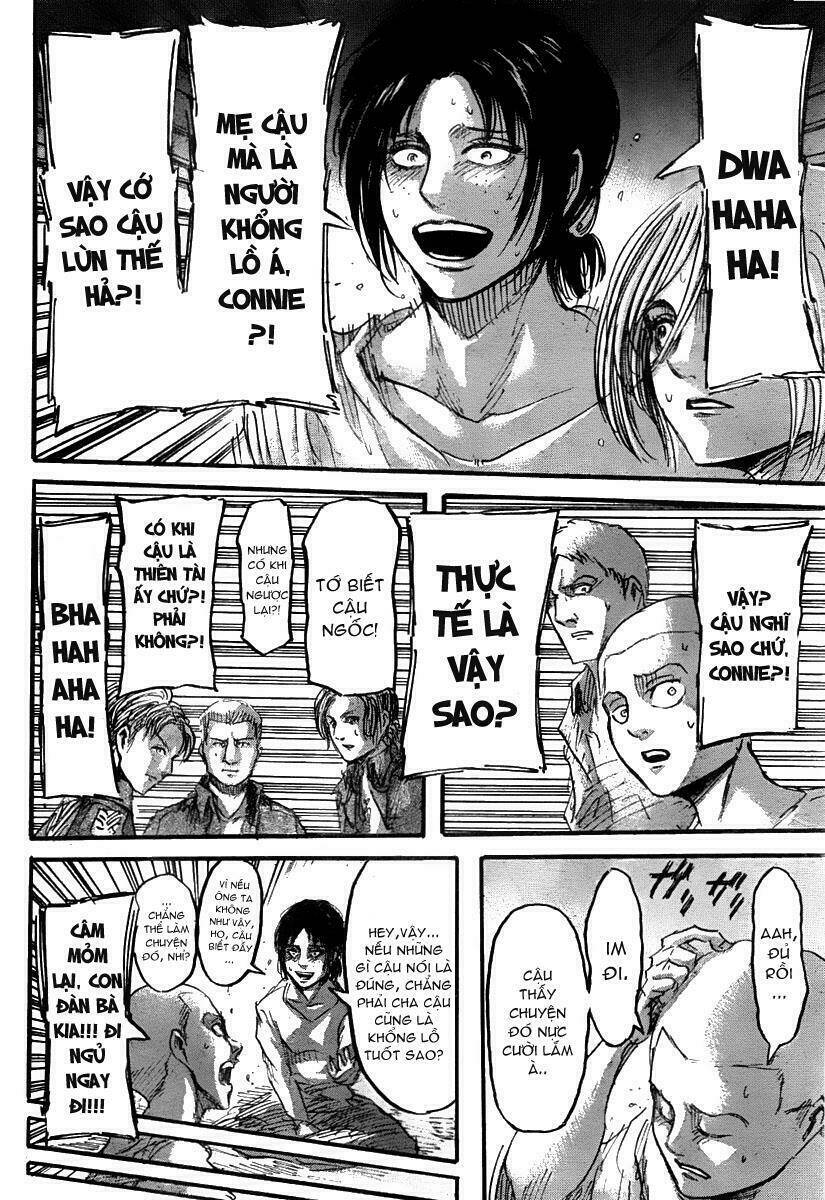 DWA
HAHA
HA!
MẸ CẬU
MÀ LÀ
NGƯỜI
KHỔNG
LỒ Á,
CONNIE
?!
VẬY CỚ
SAO CẬU
LÙN THẾ
HẢ?!
VẬY?
CẬU NGHĨ
SAO CHỨ,
CONNIE?!
THỰC
TẾ LÀ
VẬY
SAO?
TỚ BIẾT
CẬU
NGỐC!
NHƯNG
CÓ KHI
CẬU
NGƯỢC
LẠI?!
CÓ KHI
CẬU LÀ
THIÊN TÀI
ẤY CHỨ?!
PHẢI
KHÔNG?!
BHA
HAH
AHA
HA!
AAH,
ĐỦ RỒI
...
IM
ĐI.
CẬU
THẤY
CHUYỆN
ĐÓ NỰC
CƯỜI LẮM
À..
HEY,VẬY...
NẾU NHỮNG
GÌ CẬU NÓI LÀ
ĐÚNG, CHẲNG
PHẢI CHA CẬU
CŨNG LÀ
KHỔNG LỒ
TUỐT SAO?
VÌ NẾU
ÔNG TA
KHÔNG
NHƯ VẬY,
HỌ, CẬU
BIẾT ĐẤY
...
...
CHẲNG
THỂ LÀM
CHUYỆN
ĐÓ, NHỈ?
CÂM
MỒM
LẠI, CON
ĐÀN BÀ
KIA!!! ĐI
NGỦ
NGAY
ĐI!!!